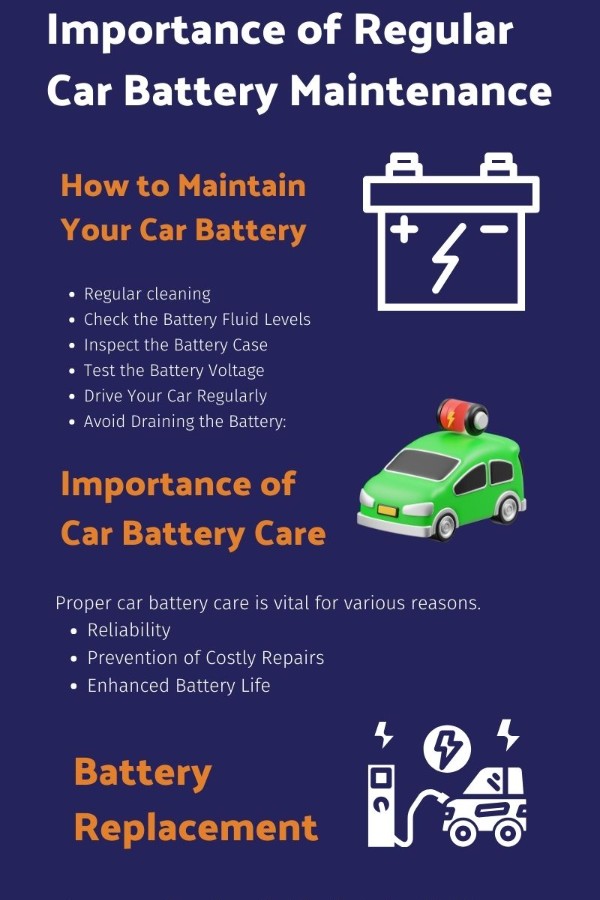 Importance of Regular
Car Battery Maintenance
How to Maintain
Your Car Battery
• Regular cleaning
• Check the Battery Fluid Levels
• Inspect the Battery Case
• Test the Battery Voltage
• Drive Your Car Regularly
• Avoid Draining the Battery:
Importance of
Car Battery Care
Proper car battery care is vital for various reasons.
• Reliability
• Prevention of Costly Repairs
• Enhanced Battery Life
Battery
Replacement